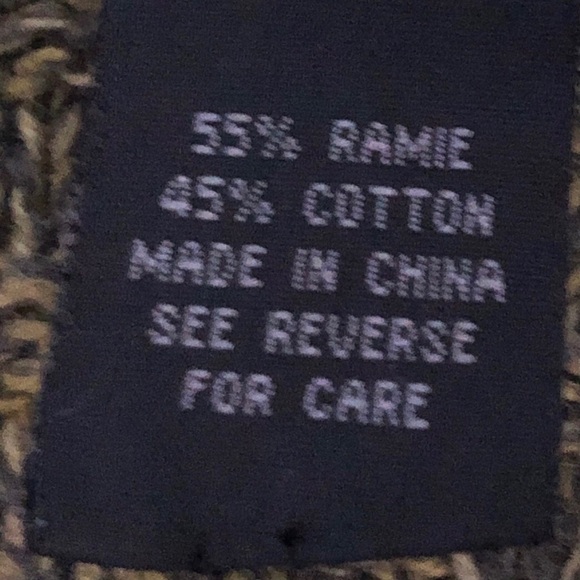 55% RAMIE
45% COTTON
MADE IN CHINA
SEE REVERSE
FOR CARE